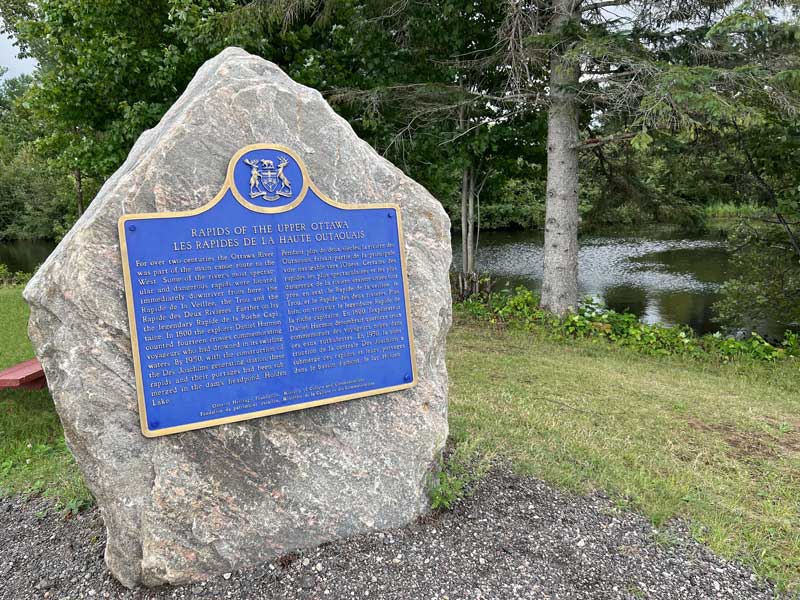 RAPIDS OF THE UPPER OTTAWA
LES RAPIDES DE LA HAUTE OUTAOUAIS
For over two centuries the Ottawa River
was part of the main canoe route to the
West. Some of the river's most spectac-
ular and dangerous rapids were located
immediately downriver from here: the
Rapide de la Veillée, the Trou and the
Rapide des Deux Rivières. Farther on lay
the legendary Rapide de la Roche Capi-
taine. In 1800 the explorer Daniel Harmon
counted fourteen crosses commemorating
voyageurs who had drowned in its swirling
waters. By 1950, with the construction of
the Des Joachims generating station, these
rapids and their portages had been sub-
merged in the dam's headpond, Holden
Lake.
Pendant plus de deux siècles, la rivière des
Outaouais faisait partie de la principale
voie navigable vers l'Ouest. Certains des
rapides les plus spectaculaires et les plus
dangereux de la rivière étaient situés
près, en aval: le Rapide de la Veillée, le
Trou et le Rapide des Deux Rivières. Plus
loin, on trouvait le légendaire Rapide de
la Roche Capitaine. En 1800, l'explorateur
Daniel Harmon dénombra quatorze croix
commémorant des voyageurs noyés dans
ses eaux turbulentes. En 1950, la cons-
truction de la centrale Des Joachims
submergea ces rapides et leurs portages
dans le bassin d'amont, le lac Holden.
Ontario Heritage Foundation, Ministry of Culture and Communications
Fondation du patrimoine ontarien, Ministère de la Culture et des Communications